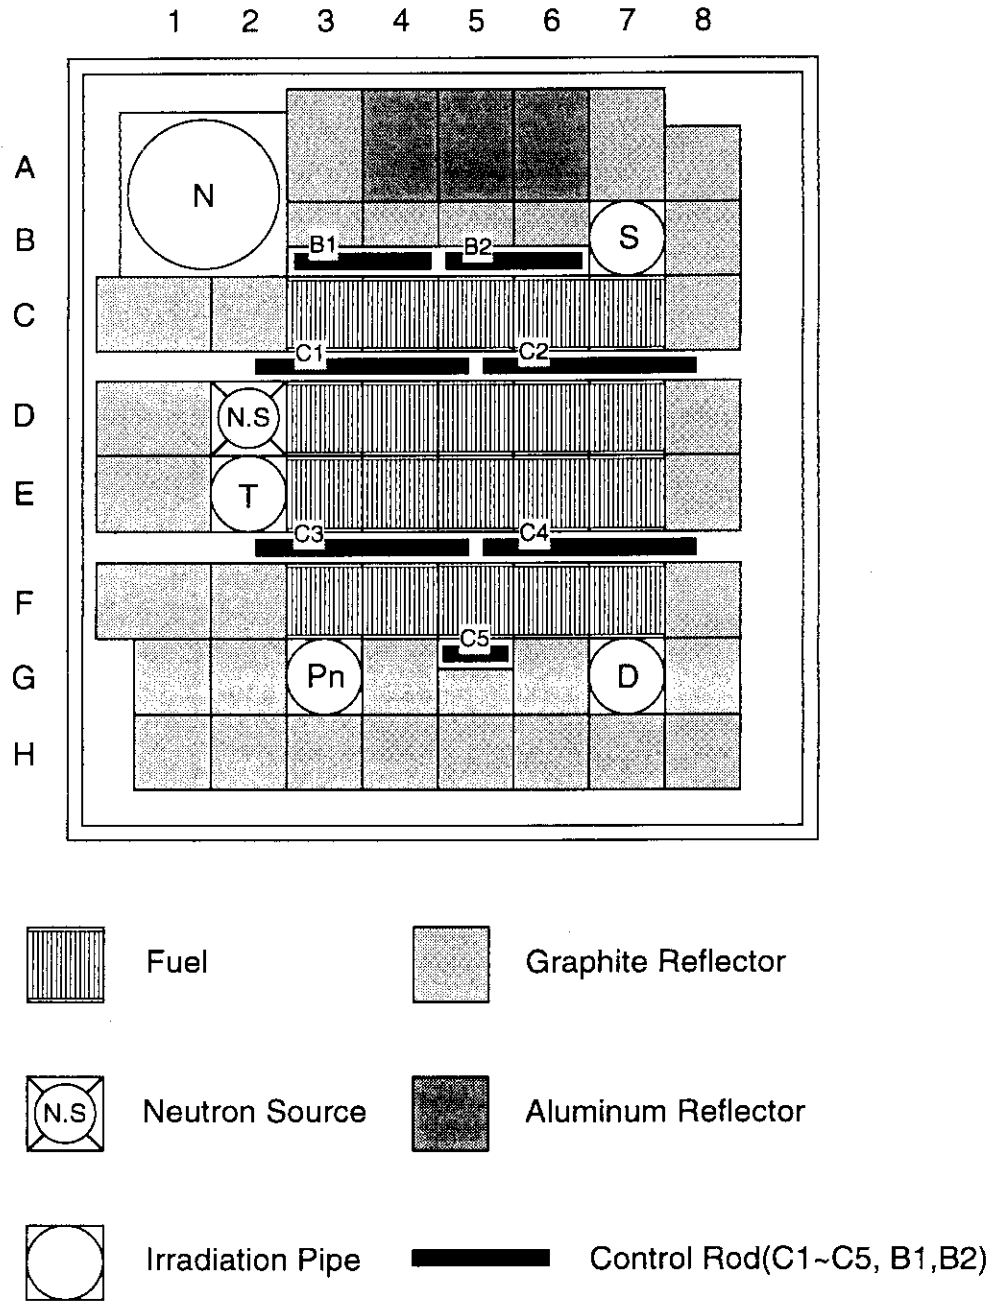 1 2 3 4 5 6 7 8
A
N
B
S
B1 B2
C
C1 C2
D
N.S
E
T
C3 C4
F
C5
G
Pn
D
H
Fuel
Graphite Reflector
N.S
Neutron Source
Aluminum Reflector
Irradiation Pipe
Control Rod(C1~C5, B1,B2)